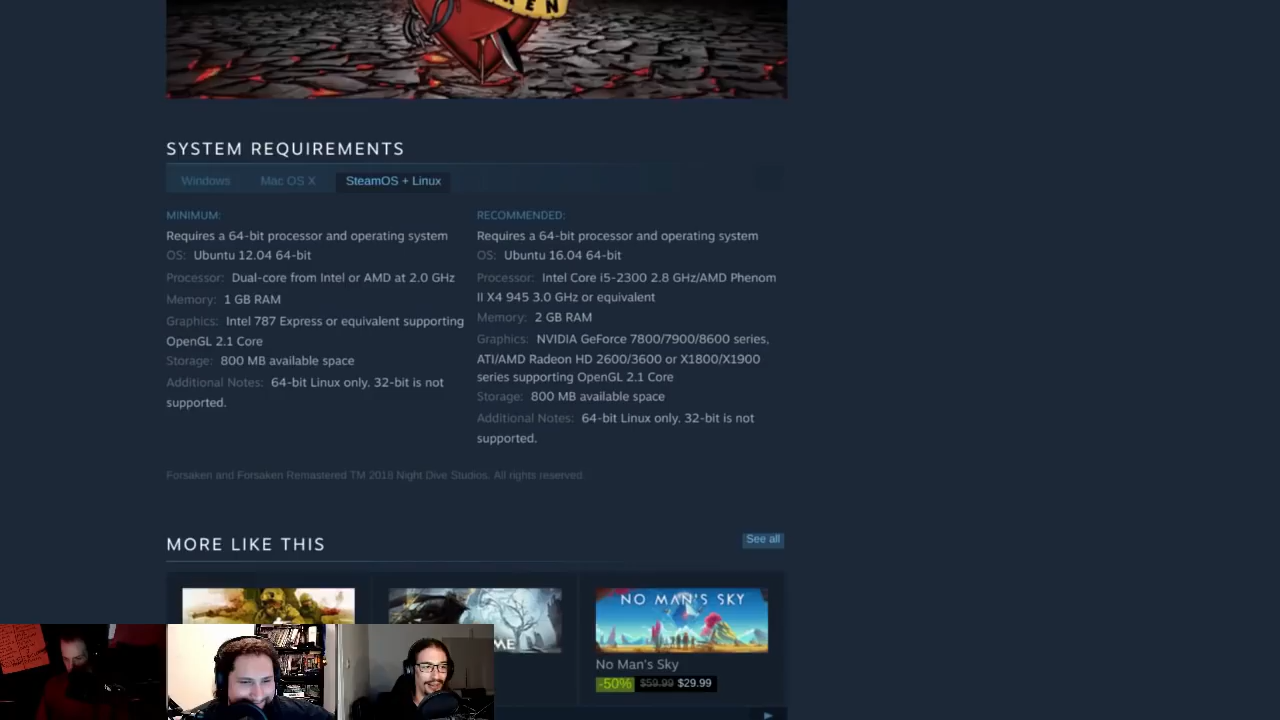 KEN
SYSTEM REQUIREMENTS
Windows Mac OS X SteamOS + Linux
MINIMUM:
Requires a 64-bit processor and operating system
OS: Ubuntu 12.04 64-bit
Processor: Dual-core from Intel or AMD at 2.0 GHz
Memory: 1 GB RAM
Graphics: Intel 787 Express or equivalent supporting
OpenGL 2.1 Core
Storage: 800 MB available space
Additional Notes: 64-bit Linux only. 32-bit is not
supported.
RECOMMENDED:
Requires a 64-bit processor and operating system
OS: Ubuntu 16.04 64-bit
Processor: Intel Core i5-2300 2.8 GHz/AMD Phenom
II X4 945 3.0 GHz or equivalent
Memory: 2 GB RAM
Graphics: NVIDIA GeForce 7800/7900/8600 series,
ATI/AMD Radeon HD 2600/3600 or X1800/X1900
series supporting OpenGL 2.1 Core
Storage: 800 MB available space
Additional Notes: 64-bit Linux only. 32-bit is not
supported.
Forsaken and Forsaken Remastered TM 2018 Night Dive Studios. All rights reserved.
MORE LIKE THIS
See all
ME
NO MAN'S SKY
No Man's Sky
-50% $59.99 $29.99